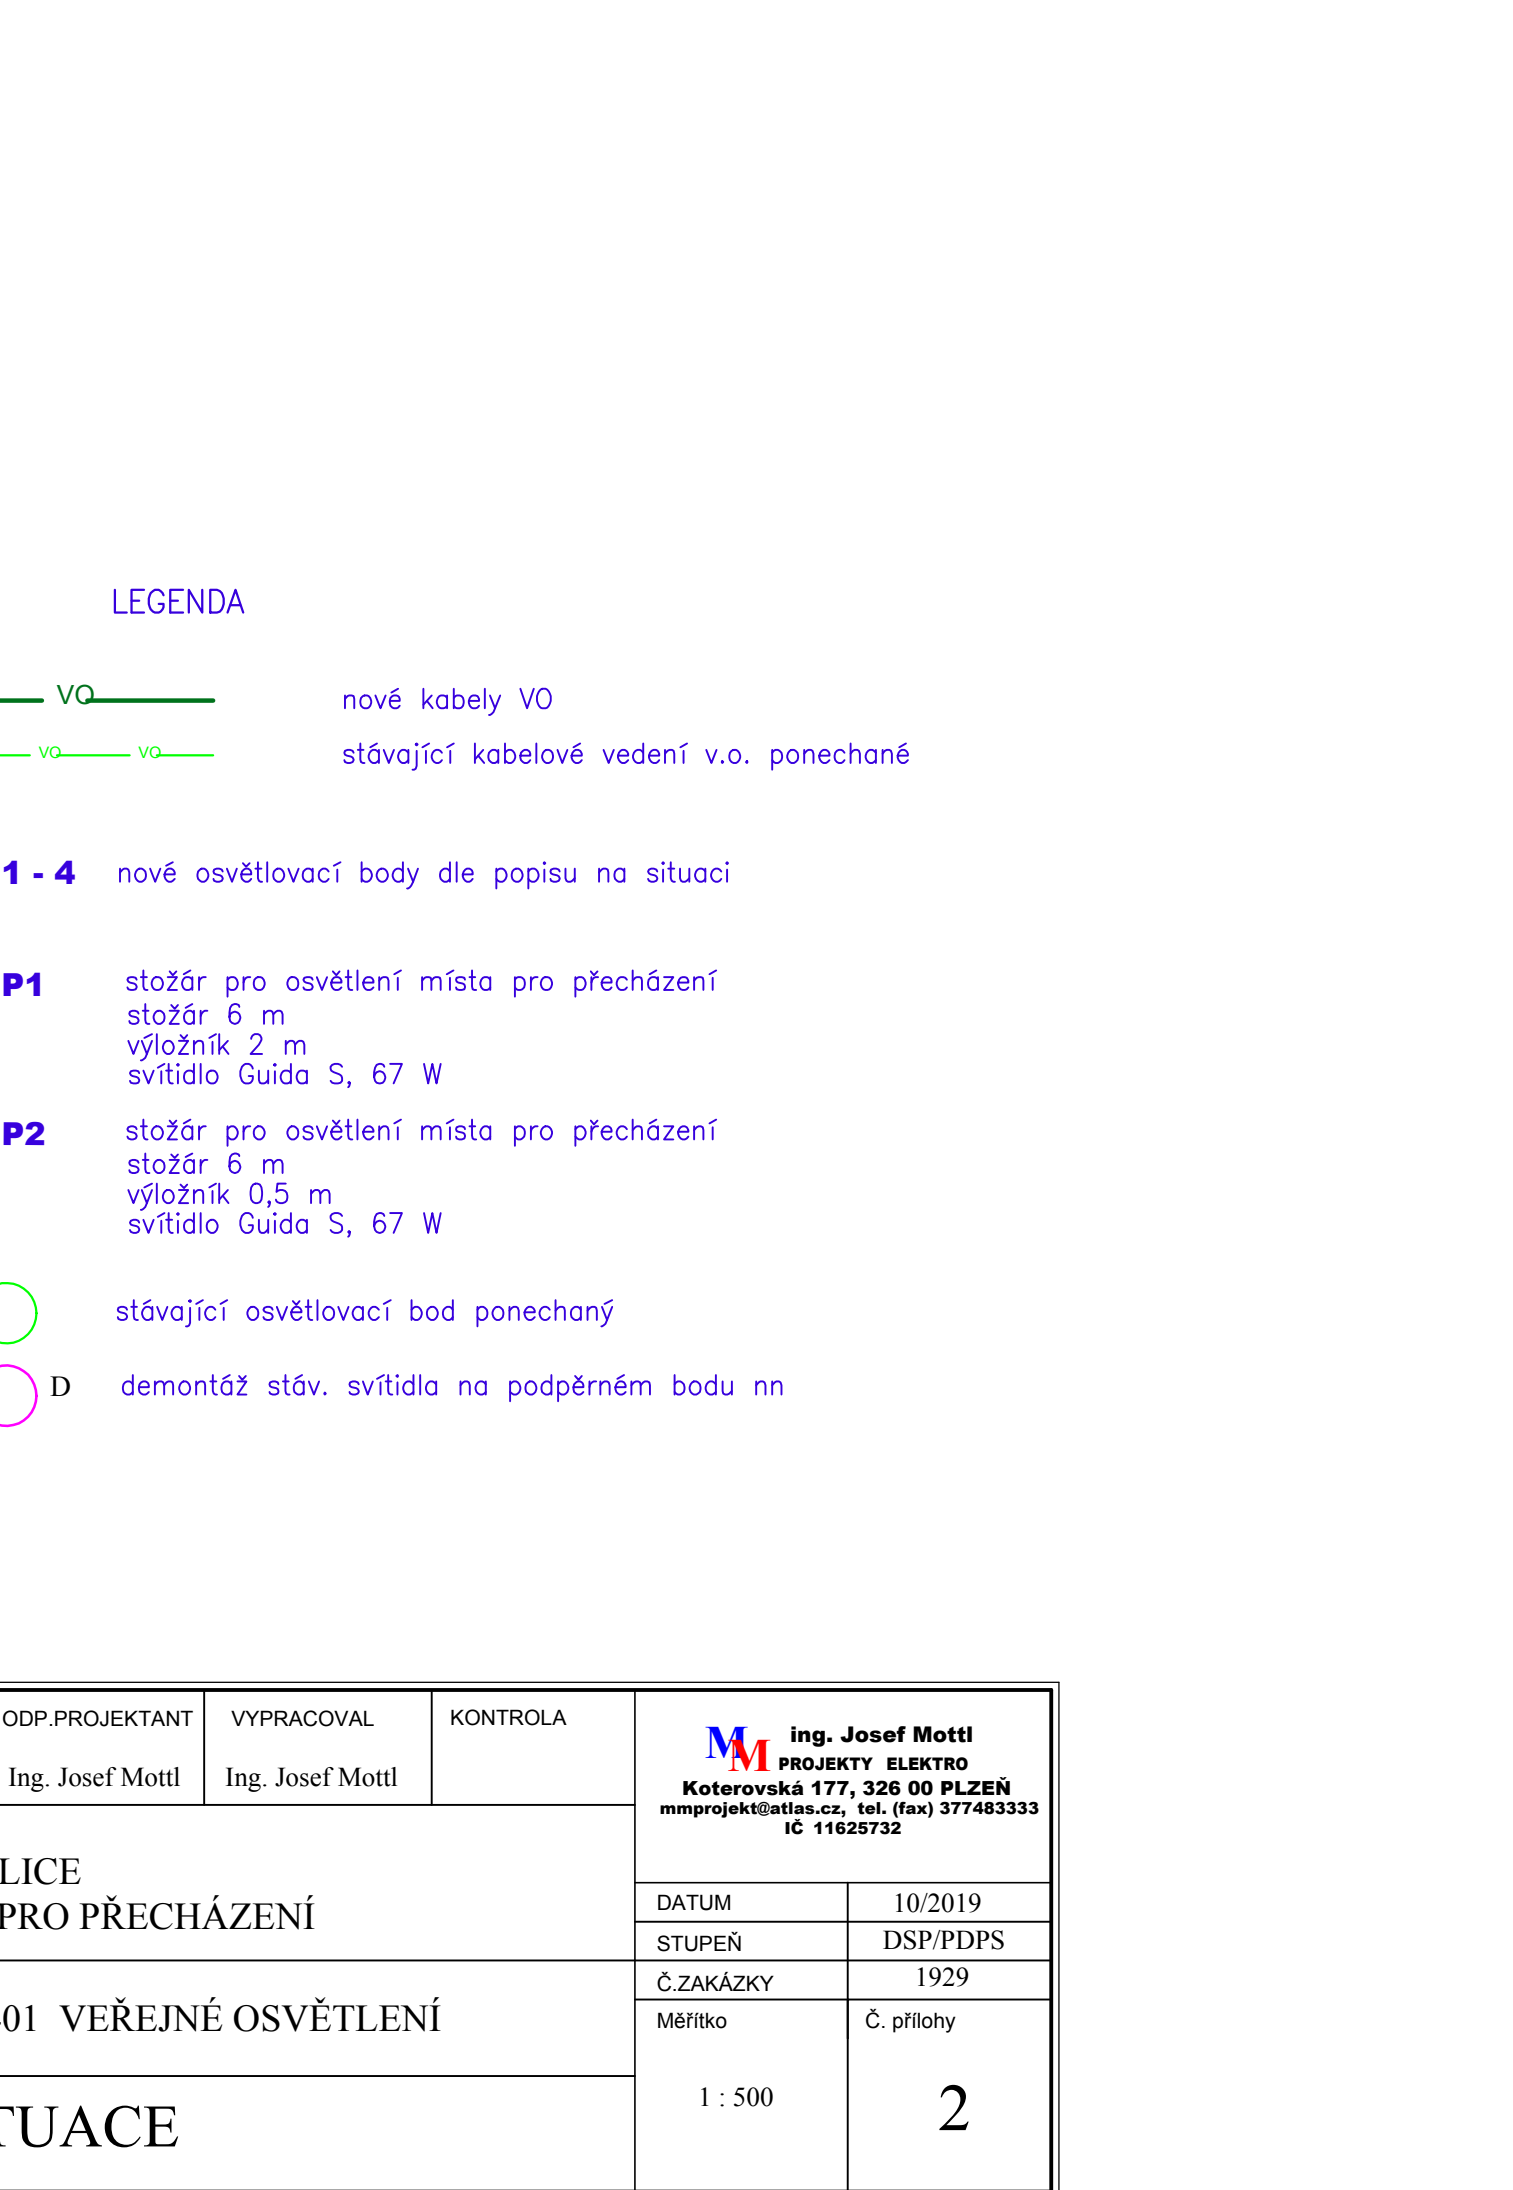 LEGENDA
VO nové kabely VO
VO VO stávající kabelové vedení v.o. ponechané
1 - 4 nové osvětlovací body dle popisu na situaci
P1 stožár pro osvětlení místa pro přecházení
stožár 6 m
výložník 2 m
svítidlo Guida S, 67 W
P2 stožár pro osvětlení místa pro přecházení
stožár 6 m
výložník 0,5 m
svítidlo Guida S, 67 W
stávající osvětlovací bod ponechaný
D demontáž stáv. svítidla na podpěrném bodu nn
ODP.PROJEKTANT VYPRACOVAL KONTROLA
Ing. Josef Mottl Ing. Josef Mottl
MM ing. Josef Mottl
PROJEKTY ELEKTRO
Koterovská 177, 326 00 PLZEŇ
mmprojekt@atlas.cz, tel. (fax) 377483333
IČ 11625732
LICE
PRO PŘECHÁZENÍ
DATUM 10/2019
STUPEŇ DSP/PDPS
Č.ZAKÁZKY 1929
01 VEŘEJNÉ OSVĚTLENÍ
Měřítko Č. přílohy
1 : 500 2
TUACE